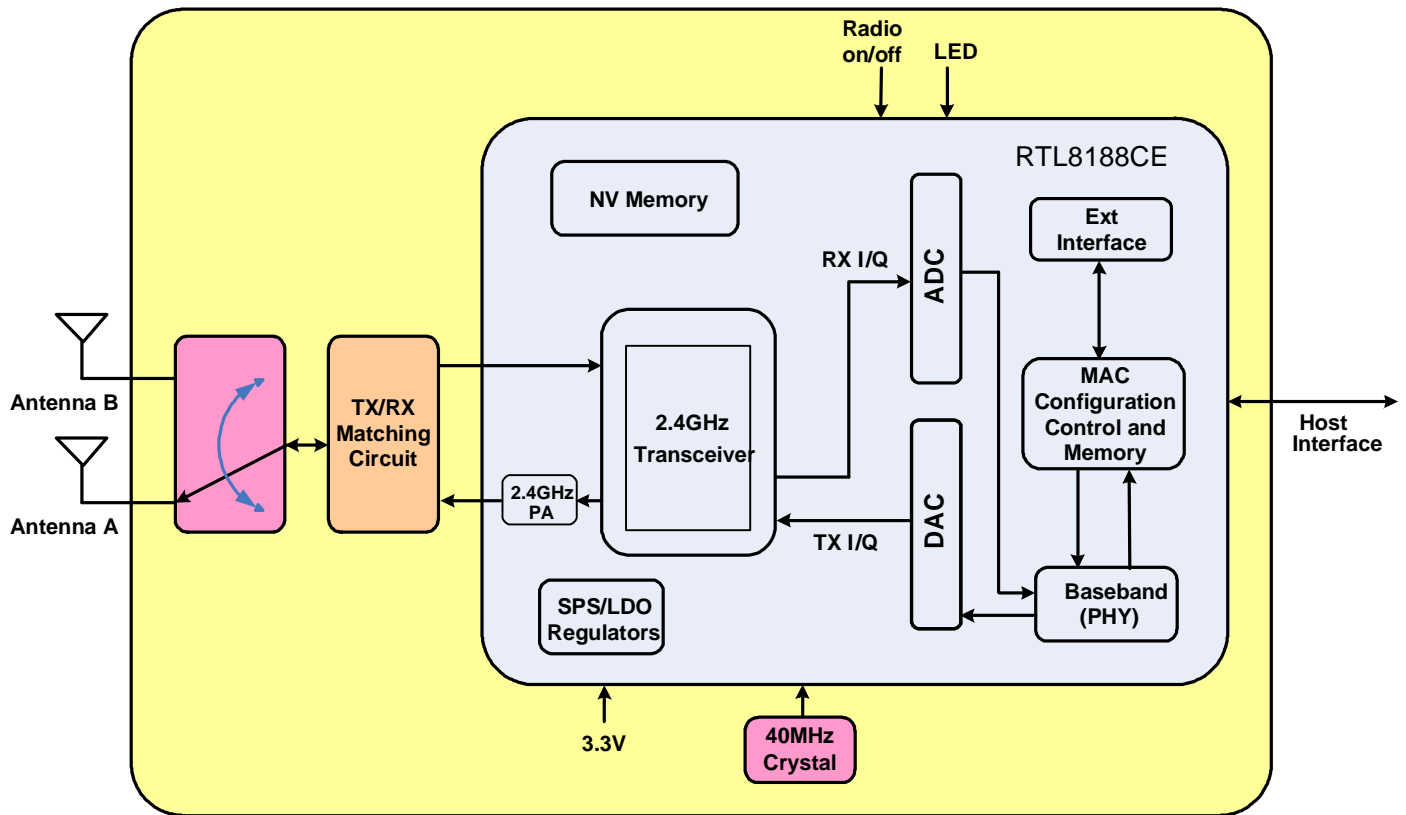 Radio
on/off
LED
RTL8188CE
NV Memory
Ext
Interface
RX I/Q
ADC
Antenna B
TX/RX
Matching
Circuit
2.4GHz
Transceiver
MAC
Configuration
Control and
Memory
Host
Interface
2.4GHz
PA
Antenna A
TX I/Q
DAC
SPS/LDO
Regulators
Baseband
(PHY)
3.3V
40MHz
Crystal